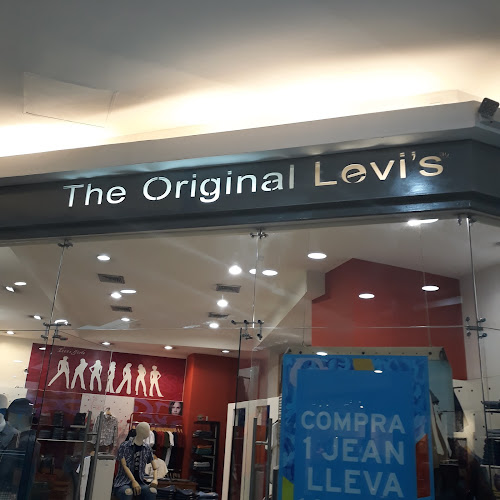 The Original Levi's
COMPRA
1 JEAN
LLEVA